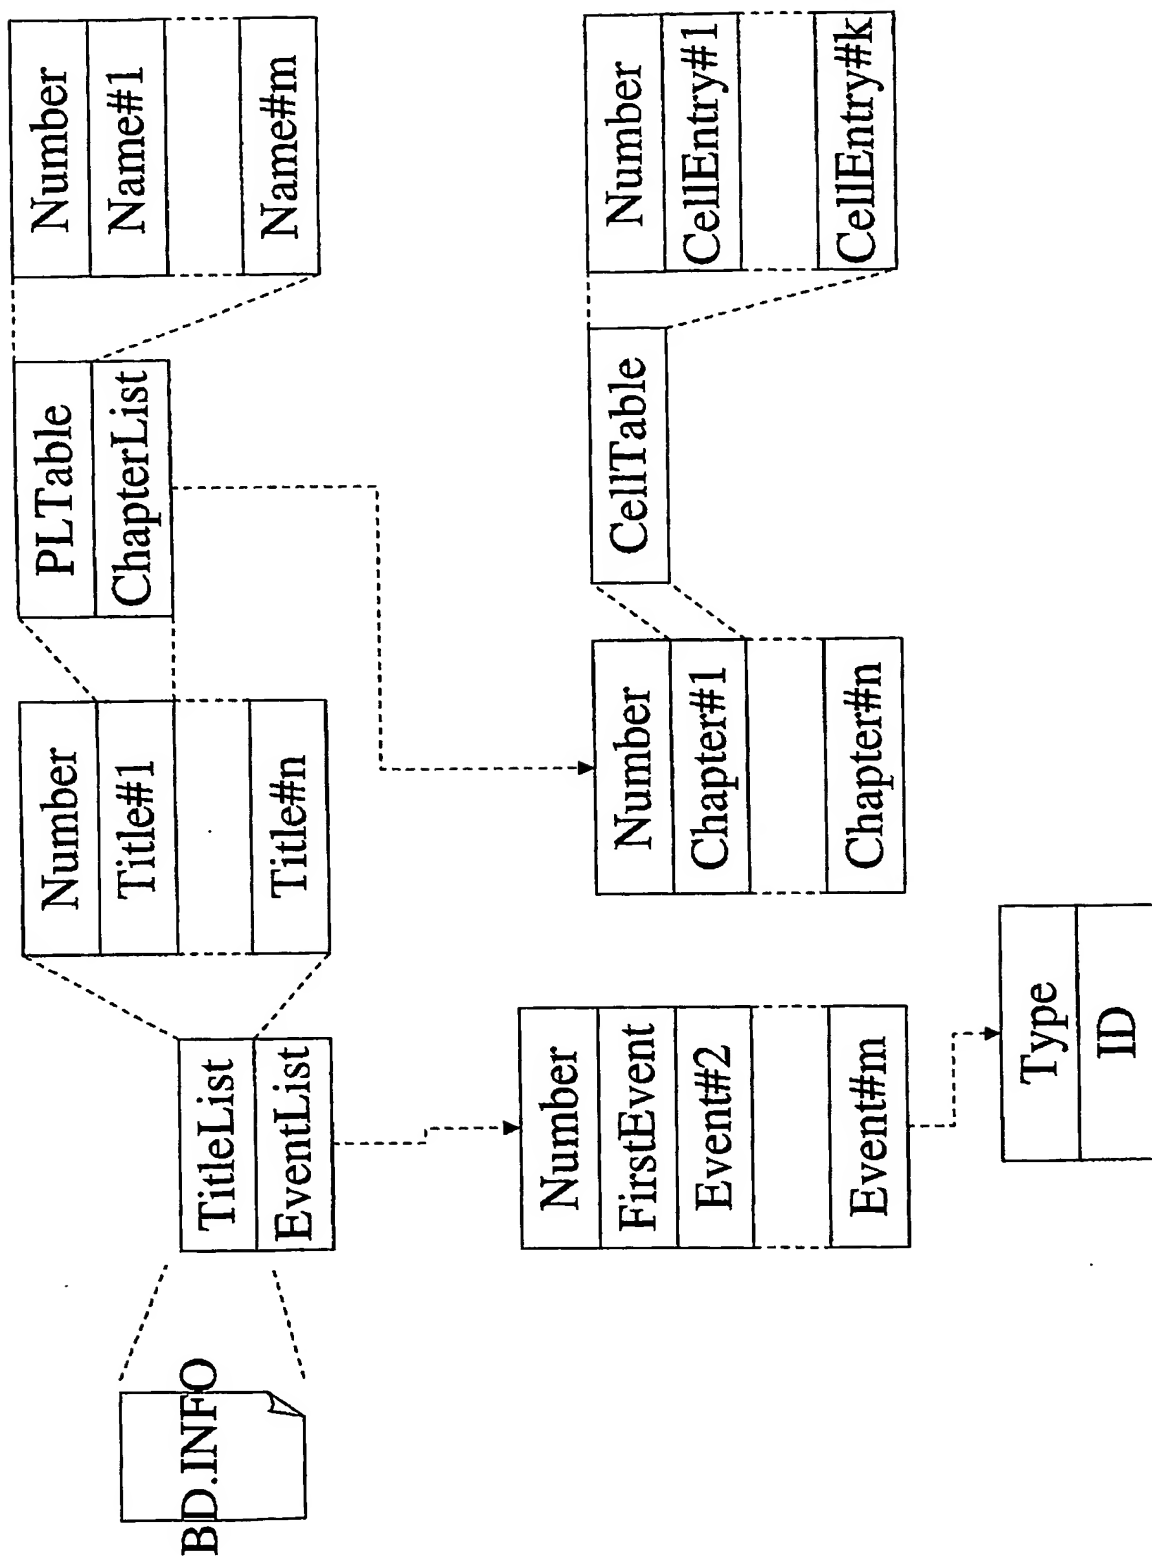 BD.INFO
TitleList
EventList
Number
Title#1
Title#n
PLTable
ChapterList
Number
Name#1
Name#m
Number
FirstEvent
Event#2
Event#m
Type
ID
Number
Chapter#1
Chapter#n
CellTable
Number
CellEntry#1
CellEntry#k